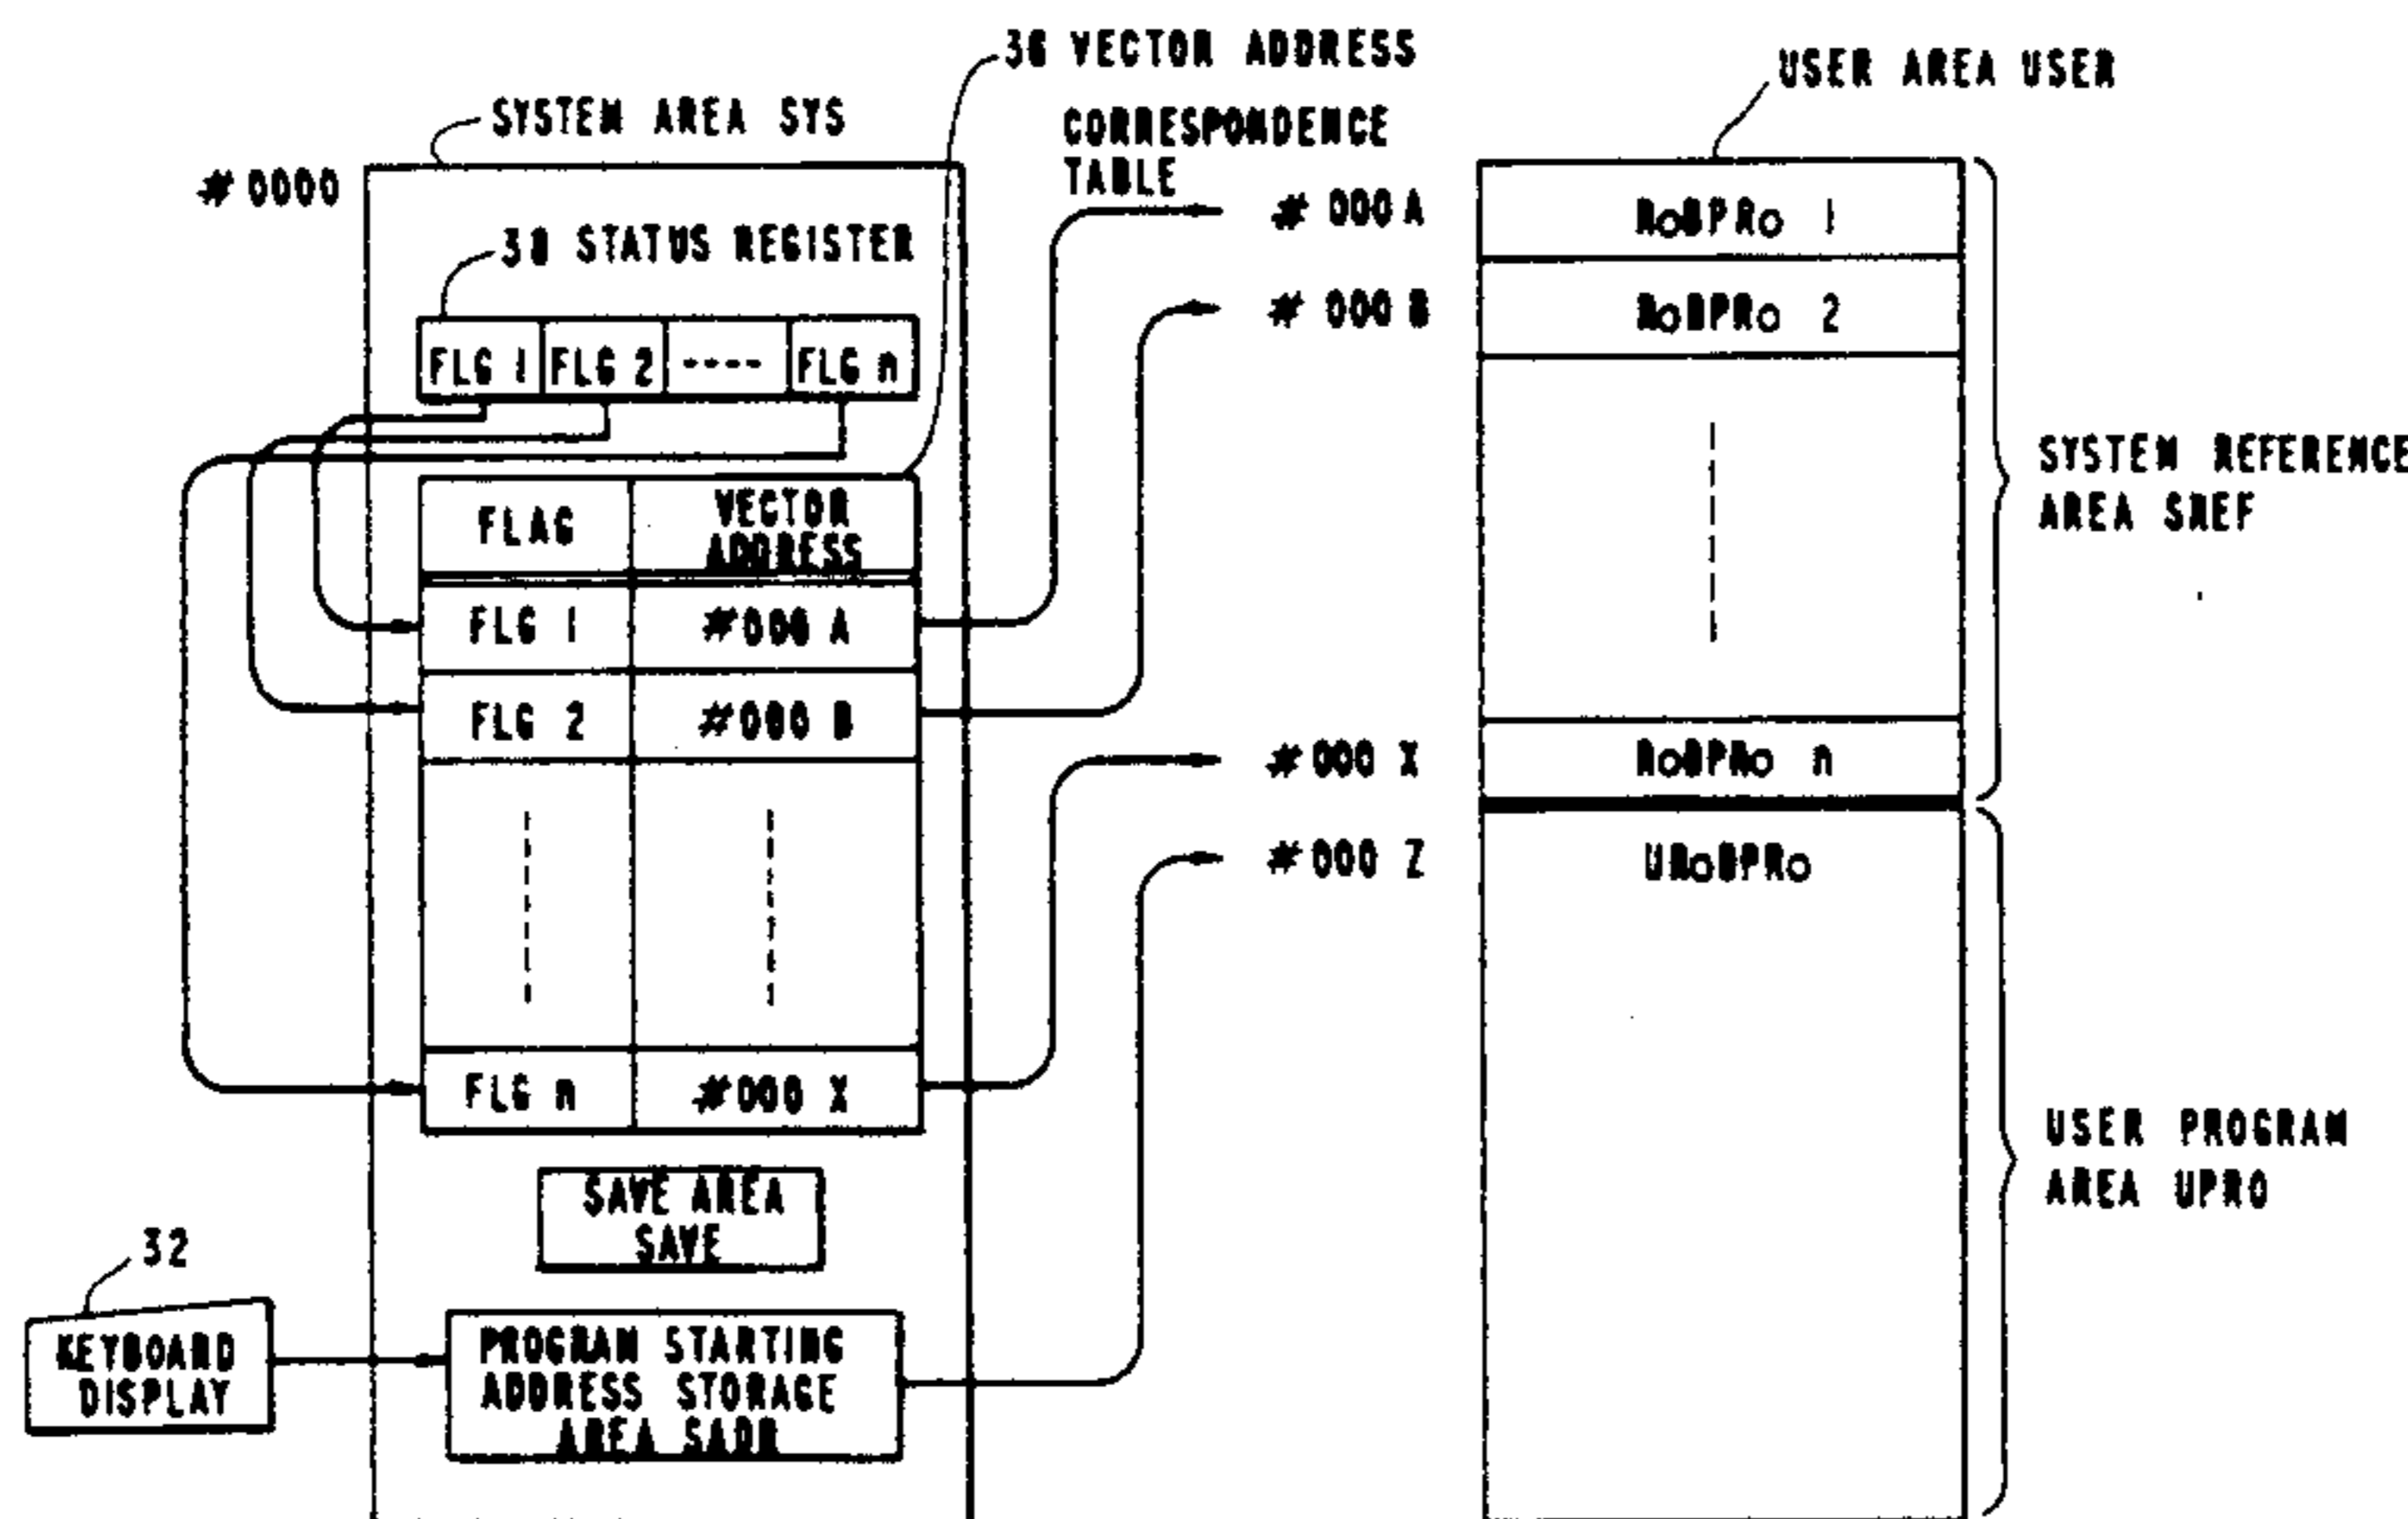 36 VECTOR ADDRESS
CORRESPONDENCE
TABLE
USER AREA USER
SYSTEM AREA SYS
#0000
38 STATUS REGISTER
FLG 1 FLG 2 ---- FLG n
FLAG VECTOR
ADDRESS
FLG 1 #000 A
FLG 2 #000 B
FLG n #000 X
SAVE AREA
SAVE
32
KEYBOARD
DISPLAY
PROGRAM STARTING
ADDRESS STORAGE
AREA SADR
#000 A
#000 B
#000 X
#000 Z
RoBPRo 1
RoBPRo 2
RoBPRo n
URoBPRo
SYSTEM REFERENCE
AREA SREF
USER PROGRAM
AREA UPRO